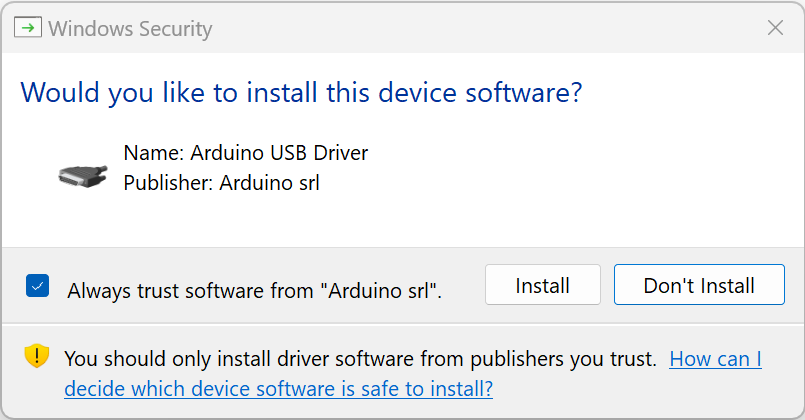 Windows Security
Would you like to install this device software?
Name: Arduino USB Driver
Publisher: Arduino srl
Always trust software from "Arduino srl".
Install
Don't Install
You should only install driver software from publishers you trust. How can I
decide which device software is safe to install?